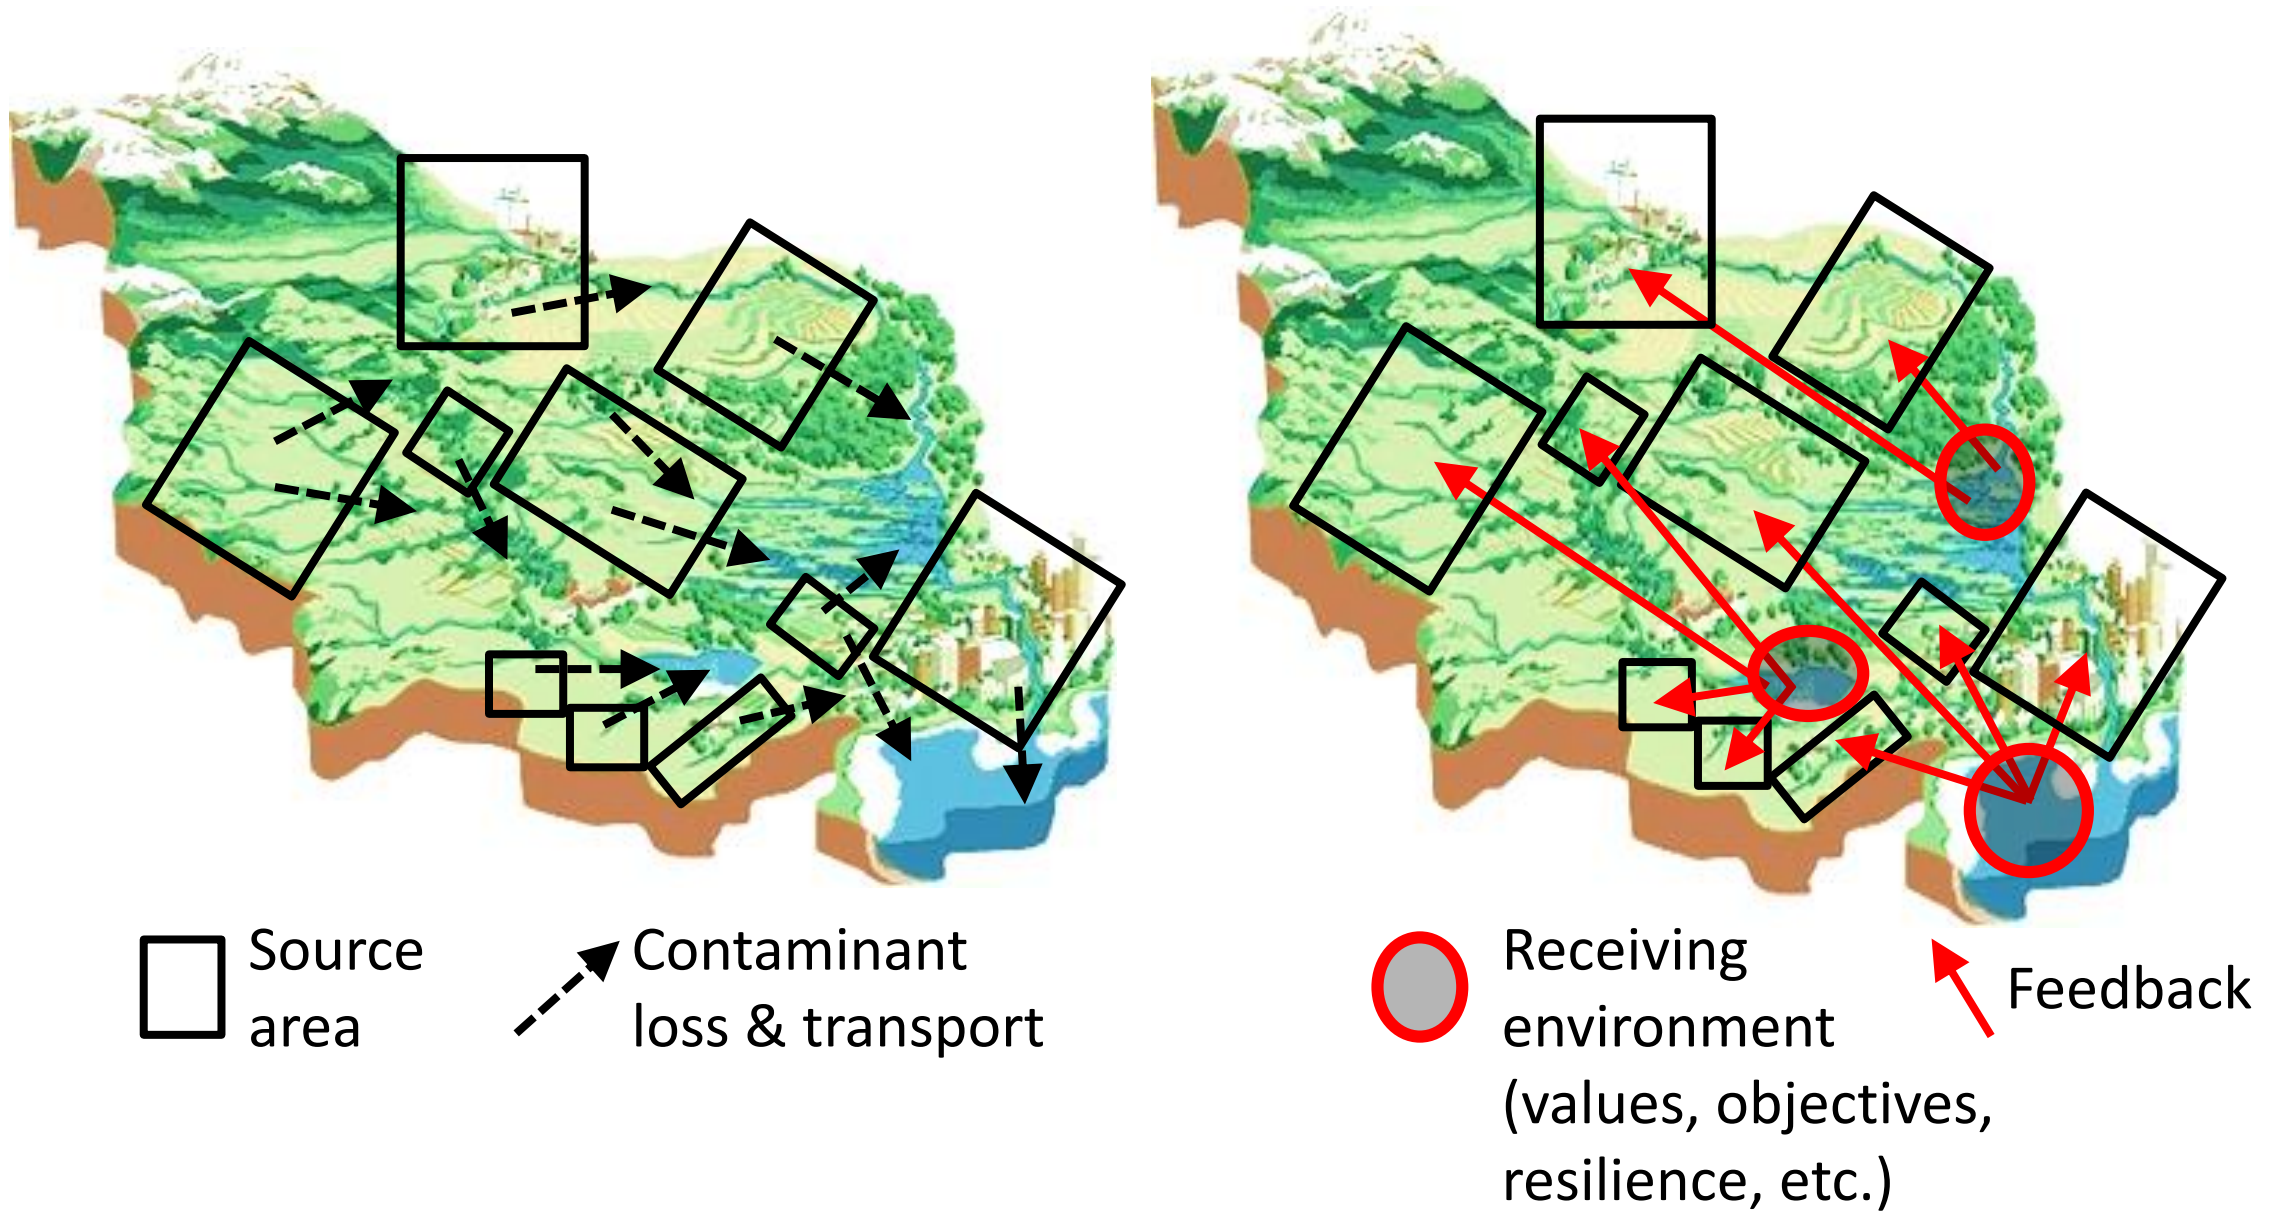 Source
area
Contaminant
loss & transport
Receiving
environment
(values, objectives,
resilience, etc.)
Feedback